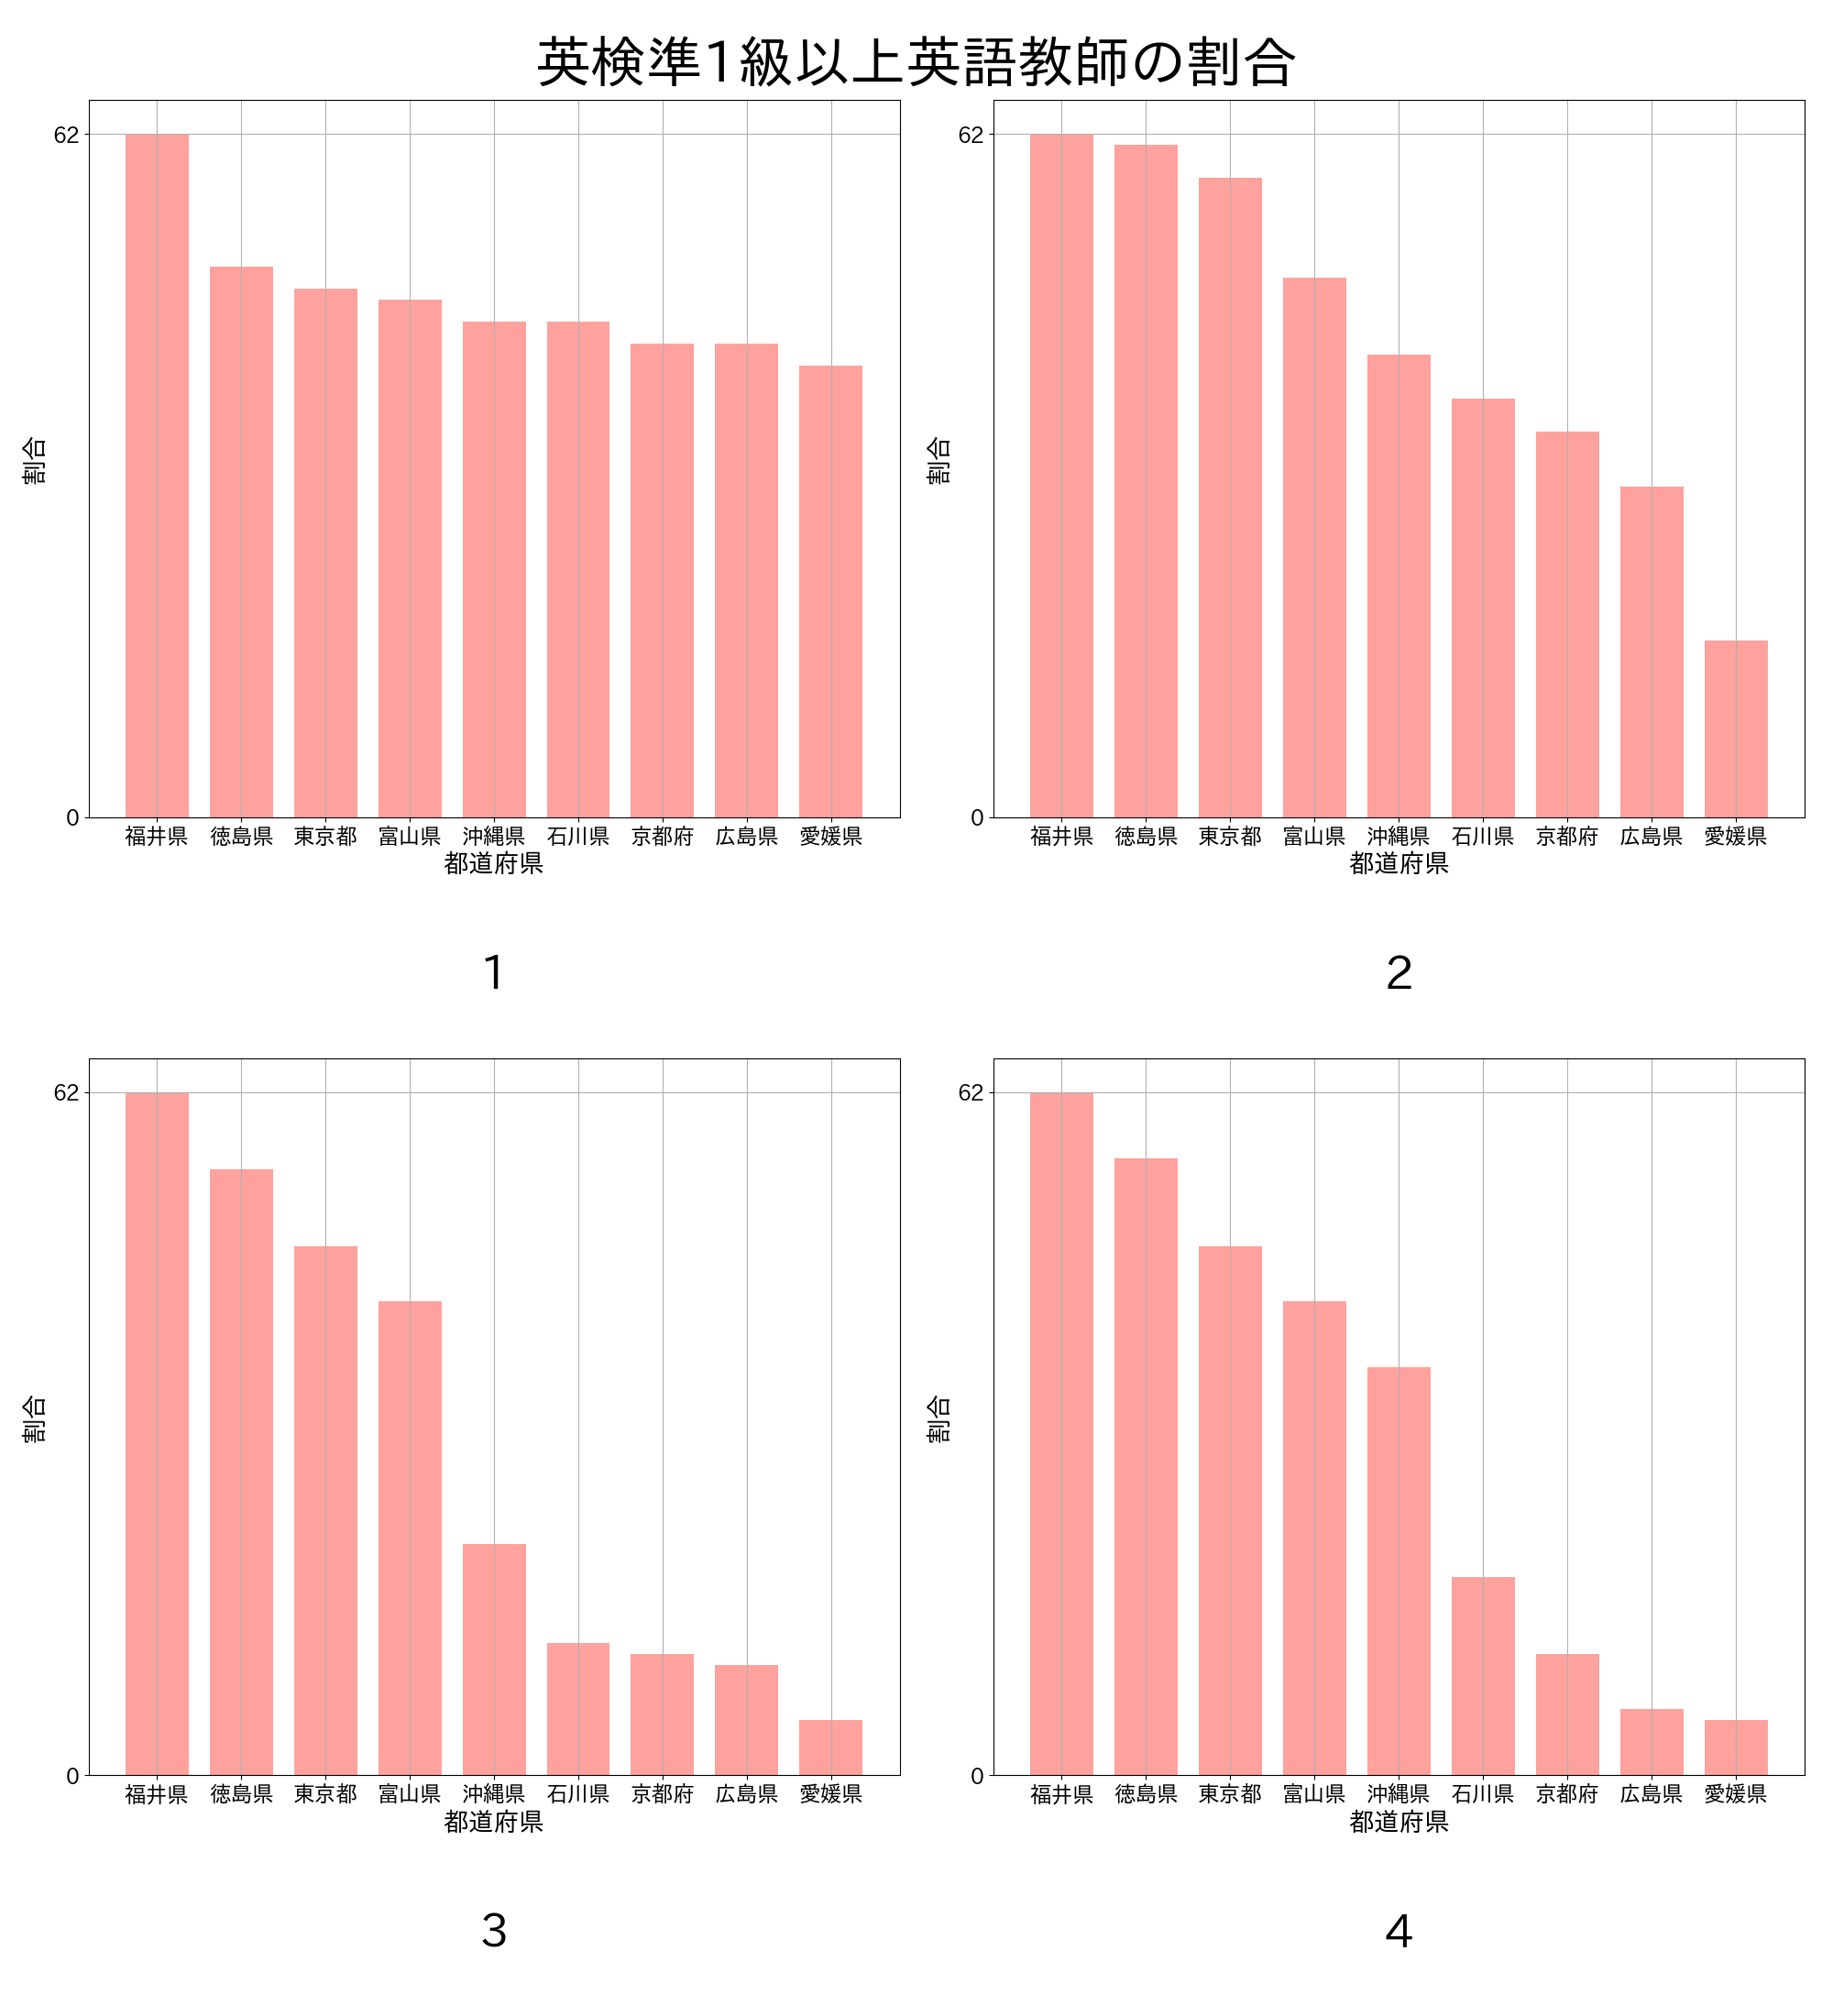 英検準1級以上英語教師の割合
62
0
割合
福井県 徳島県 東京都 富山県 沖縄県 石川県 京都府 広島県 愛媛県
都道府県
1
62
0
割合
福井県 徳島県 東京都 富山県 沖縄県 石川県 京都府 広島県 愛媛県
都道府県
2
62
0
割合
福井県 徳島県 東京都 富山県 沖縄県 石川県 京都府 広島県 愛媛県
都道府県
3
62
0
割合
福井県 徳島県 東京都 富山県 沖縄県 石川県 京都府 広島県 愛媛県
都道府県
4